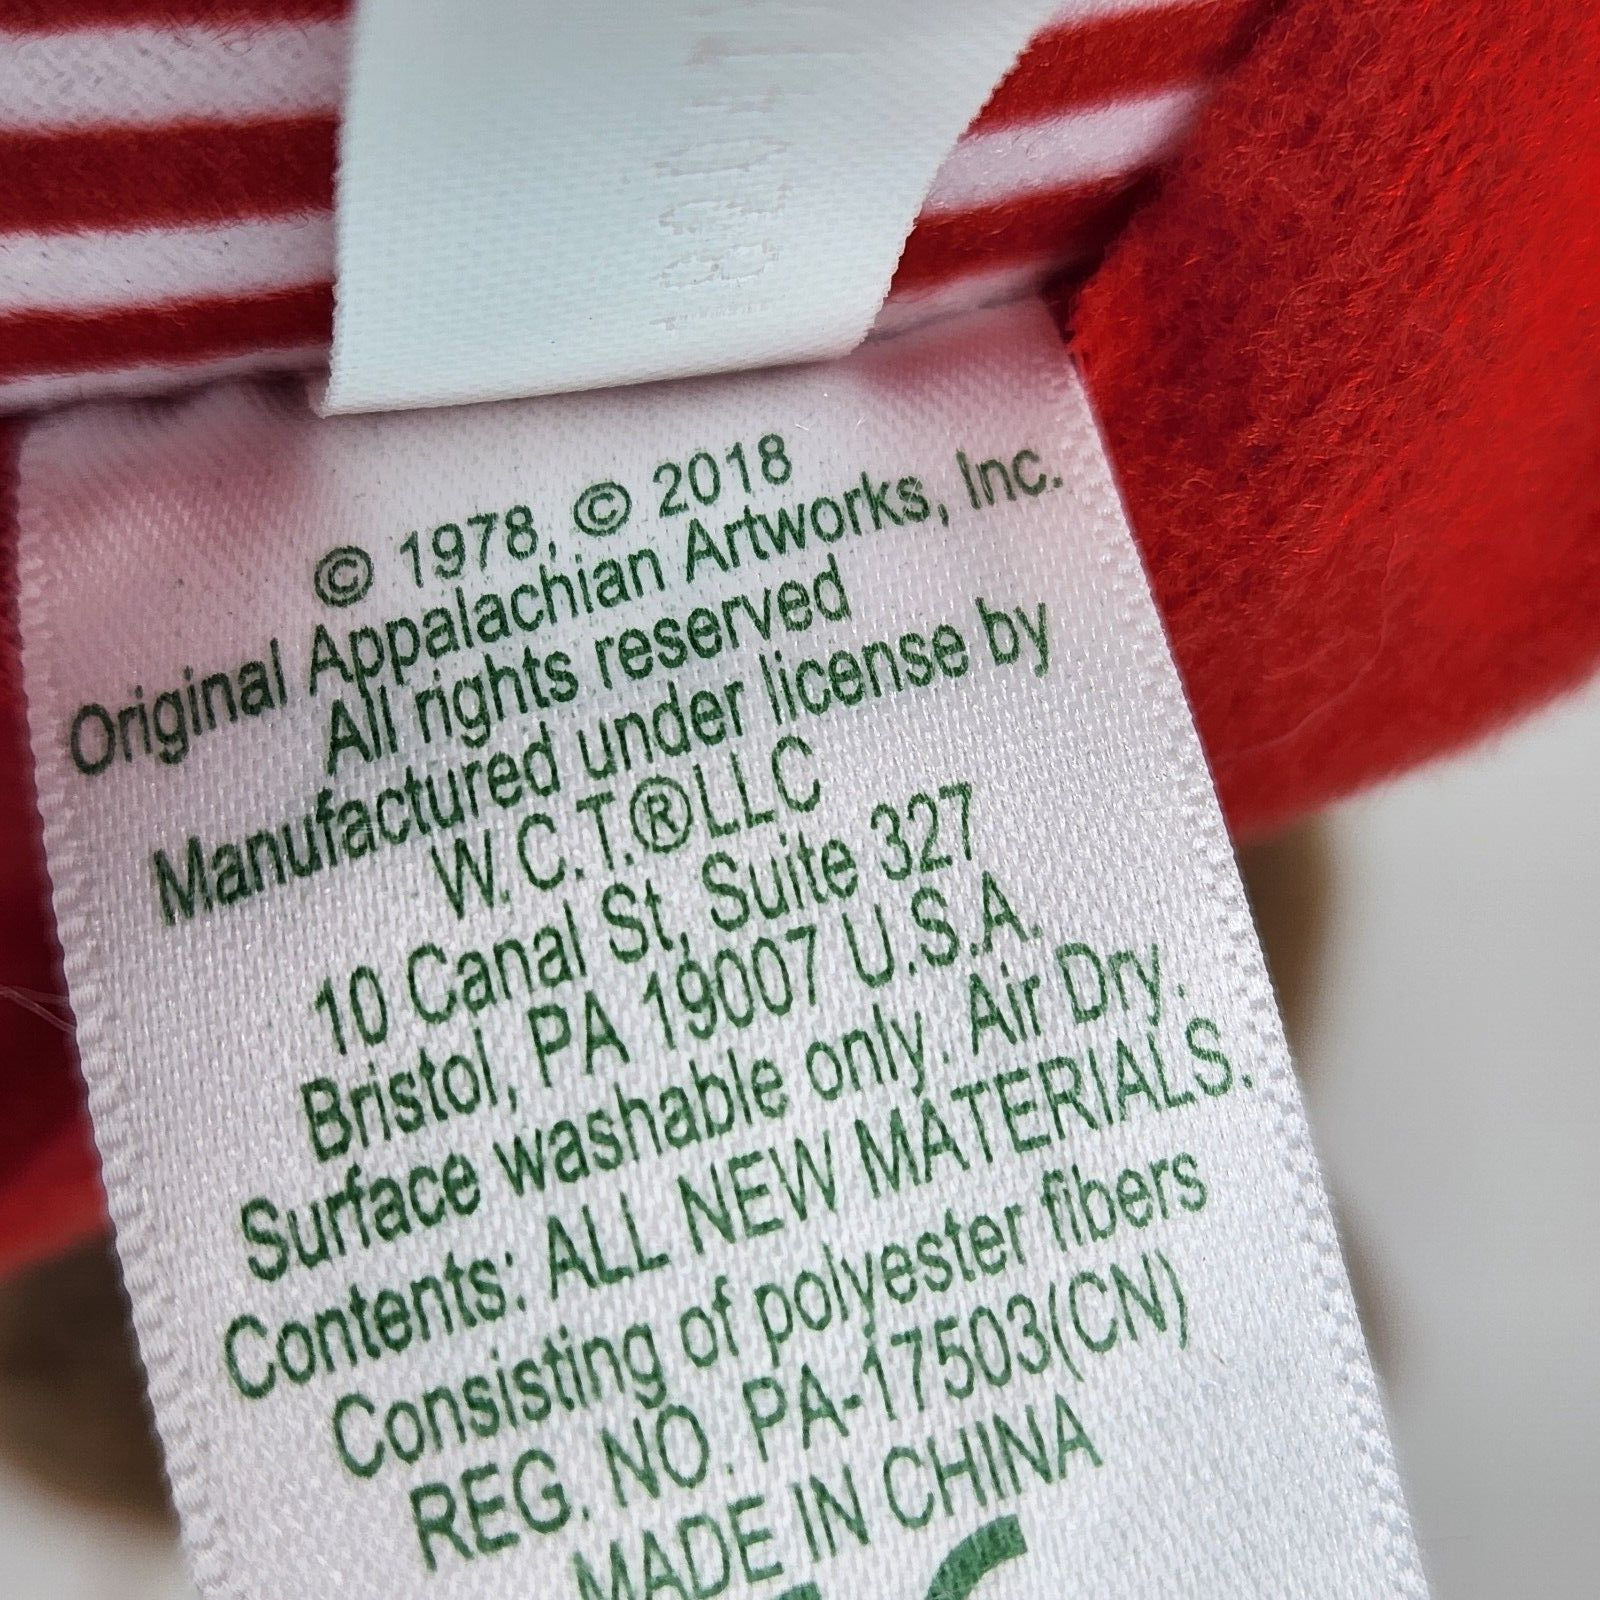 © 1978, © 2018
Original Appalachian Artworks, Inc.
All rights reserved
Manufactured under license by
W.C.T.®LLC
10 Canal St, Suite 327
Bristol, PA 19007 U.S.A.
Surface washable only. Air Dry.
Contents: ALL NEW MATERIALS.
Consisting of polyester fibers
REG. NO. PA-17503(CN)
MADE IN CHINA